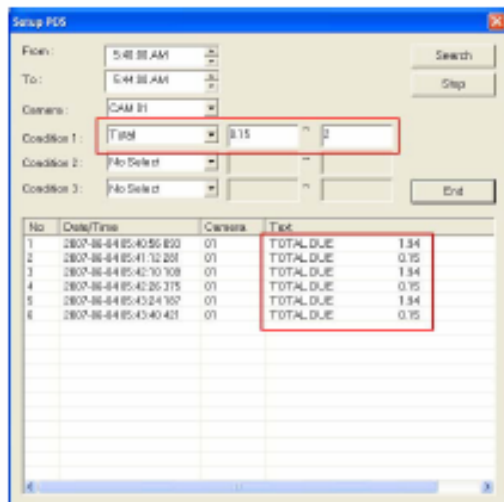 Setup POS
From :
5:40:00 AM
Search
To :
5:44:00 AM
Stop
Camera :
CAM 01
Condition 1 :
Total
0.15
~
2
Condition 2 :
No Select
~
Condition 3 :
No Select
~
End
No
Date/Time
Camera
Text
1 2007-06-04 05:40:56 01 TOTAL DUE 1.94
2 2007-06-04 05:41:12 281 01 TOTAL DUE 0.15
3 2007-06-04 05:42:10 109 01 TOTAL DUE 1.94
4 2007-06-04 05:42:26 375 01 TOTAL DUE 0.15
5 2007-06-04 05:43:24 187 01 TOTAL DUE 1.94
6 2007-06-04 05:43:40 421 01 TOTAL DUE 0.15